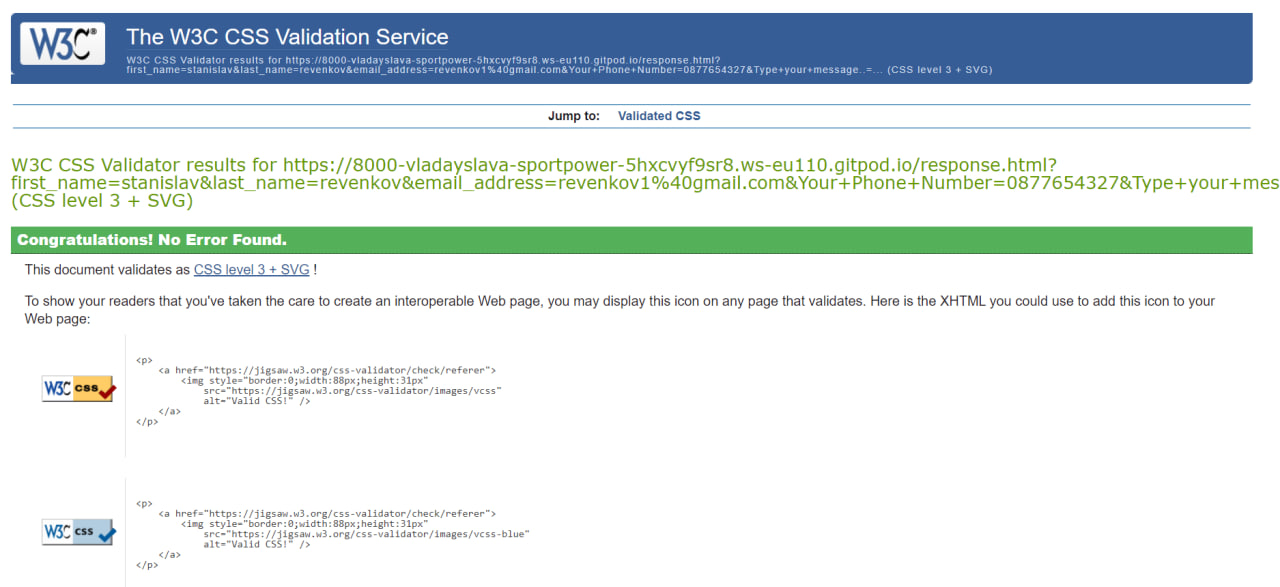 W3C®
The W3C CSS Validation Service
W3C CSS Validator results for https://8000-vladayslava-sportpower-5hxcvyf9sr8.ws-eu110.gitpod.io/response.html?
first_name=stanislav&last_name=revenkov&email_address=revenkov1%40gmail.com&Your+Phone+Number=0877654327&Type+your+message..=... (CSS level 3 + SVG)
Jump to: Validated CSS
W3C CSS Validator results for https://8000-vladayslava-sportpower-5hxcvyf9sr8.ws-eu110.gitpod.io/response.html?
first_name=stanislav&last_name=revenkov&email_address=revenkov1%40gmail.com&Your+Phone+Number=0877654327&Type+your+mes
(CSS level 3 + SVG)
Congratulations! No Error Found.
This document validates as CSS level 3 + SVG !
To show your readers that you've taken the care to create an interoperable Web page, you may display this icon on any page that validates. Here is the XHTML you could use to add this icon to your
Web page:
W3C css
<p>
<a href="https://jigsaw.w3.org/css-validator/check/referer">
<img style="border:0;width:88px;height:31px"
src="https://jigsaw.w3.org/css-validator/images/vcss"
alt="Valid CSS!" />
</a>
</p>
W3C css
<p>
<a href="https://jigsaw.w3.org/css-validator/check/referer">
<img style="border:0;width:88px;height:31px"
src="https://jigsaw.w3.org/css-validator/images/vcss-blue"
alt="Valid CSS!" />
</a>
</p>